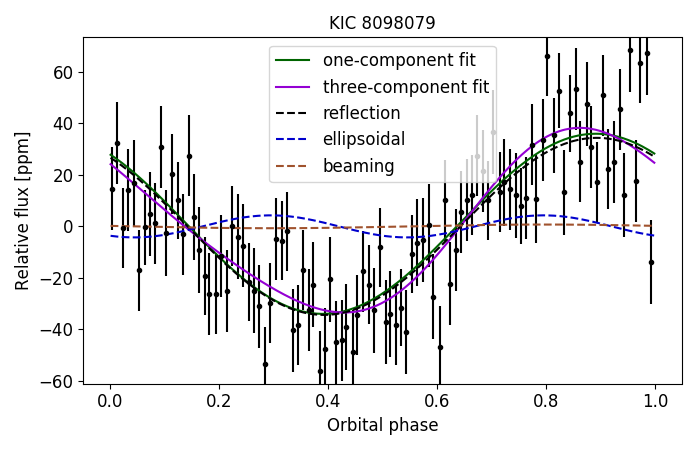 KIC 8098079
one-component fit
three-component fit
reflection
ellipsoidal
beaming
Relative flux [ppm]
60
40
20
0
−20
−40
−60
0.0 0.2 0.4 0.6 0.8 1.0
Orbital phase